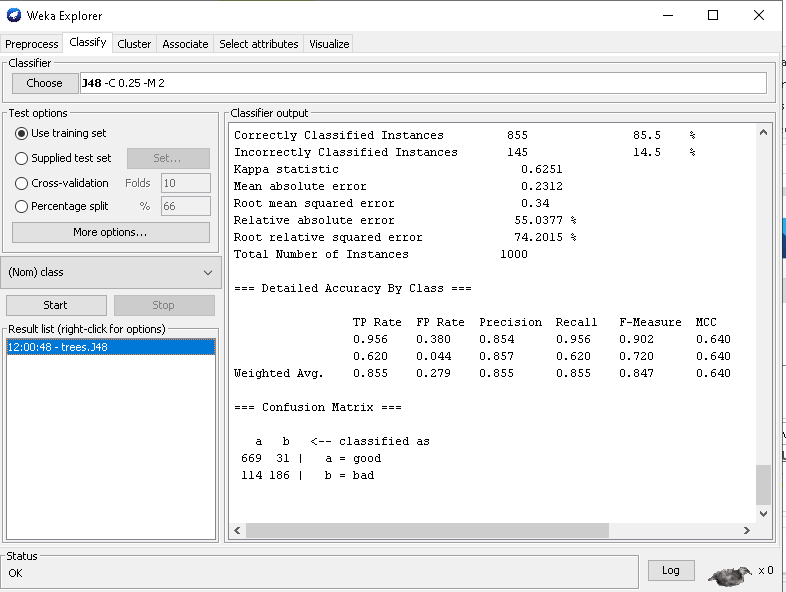 Weka Explorer
Preprocess Classify Cluster Associate Select attributes Visualize
Classifier
Choose J48 -C 0.25 -M 2
Test options
Use training set
Supplied test set Set...
Cross-validation Folds 10
Percentage split % 66
More options...
(Nom) class
Start Stop
Result list (right-click for options)
12:00:48 - trees.J48
Classifier output
Correctly Classified Instances 855 85.5 %
Incorrectly Classified Instances 145 14.5 %
Kappa statistic 0.6251
Mean absolute error 0.2312
Root mean squared error 0.34
Relative absolute error 55.0377 %
Root relative squared error 74.2015 %
Total Number of Instances 1000
=== Detailed Accuracy By Class ===
TP Rate FP Rate Precision Recall F-Measure MCC
0.956 0.380 0.854 0.956 0.902 0.640
0.620 0.044 0.857 0.620 0.720 0.640
Weighted Avg. 0.855 0.279 0.855 0.855 0.847 0.640
=== Confusion Matrix ===
a b <-- classified as
669 31 | a = good
114 186 | b = bad
Status
OK
Log
x 0